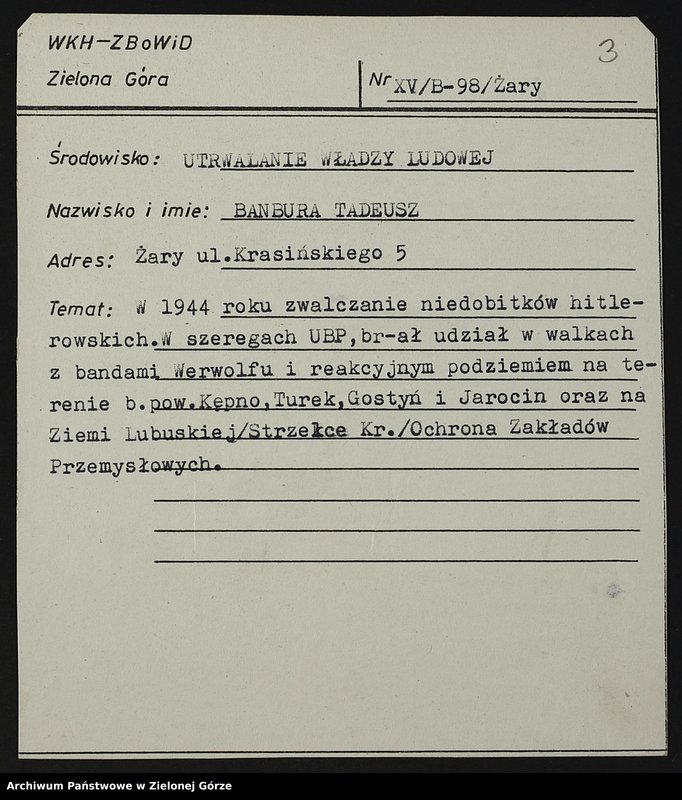 WKH-ZBoWiD
Zielona Góra
3
Nr XV/B-98/Żary
Środowisko: UTRWALANIE WŁADZY LUDOWEJ
Nazwisko i imie: BANBURA TADEUSZ
Adres: Żary ul.Krasińskiego 5
Temat: W 1944 roku zwalczanie niedobitków hitle-
rowskich.W szeregach UBP,br-ał udział w walkach
z bandami Werwolfu i reakcyjnym podziemiem na te-
renie b.pow.Kępno,Turek,Gostyń i Jarocin oraz na
Ziemi Lubuskiej/Strzelce Kr./Ochrona Zakładów
Przemysłowych.
Archiwum Państwowe w Zielonej Górze